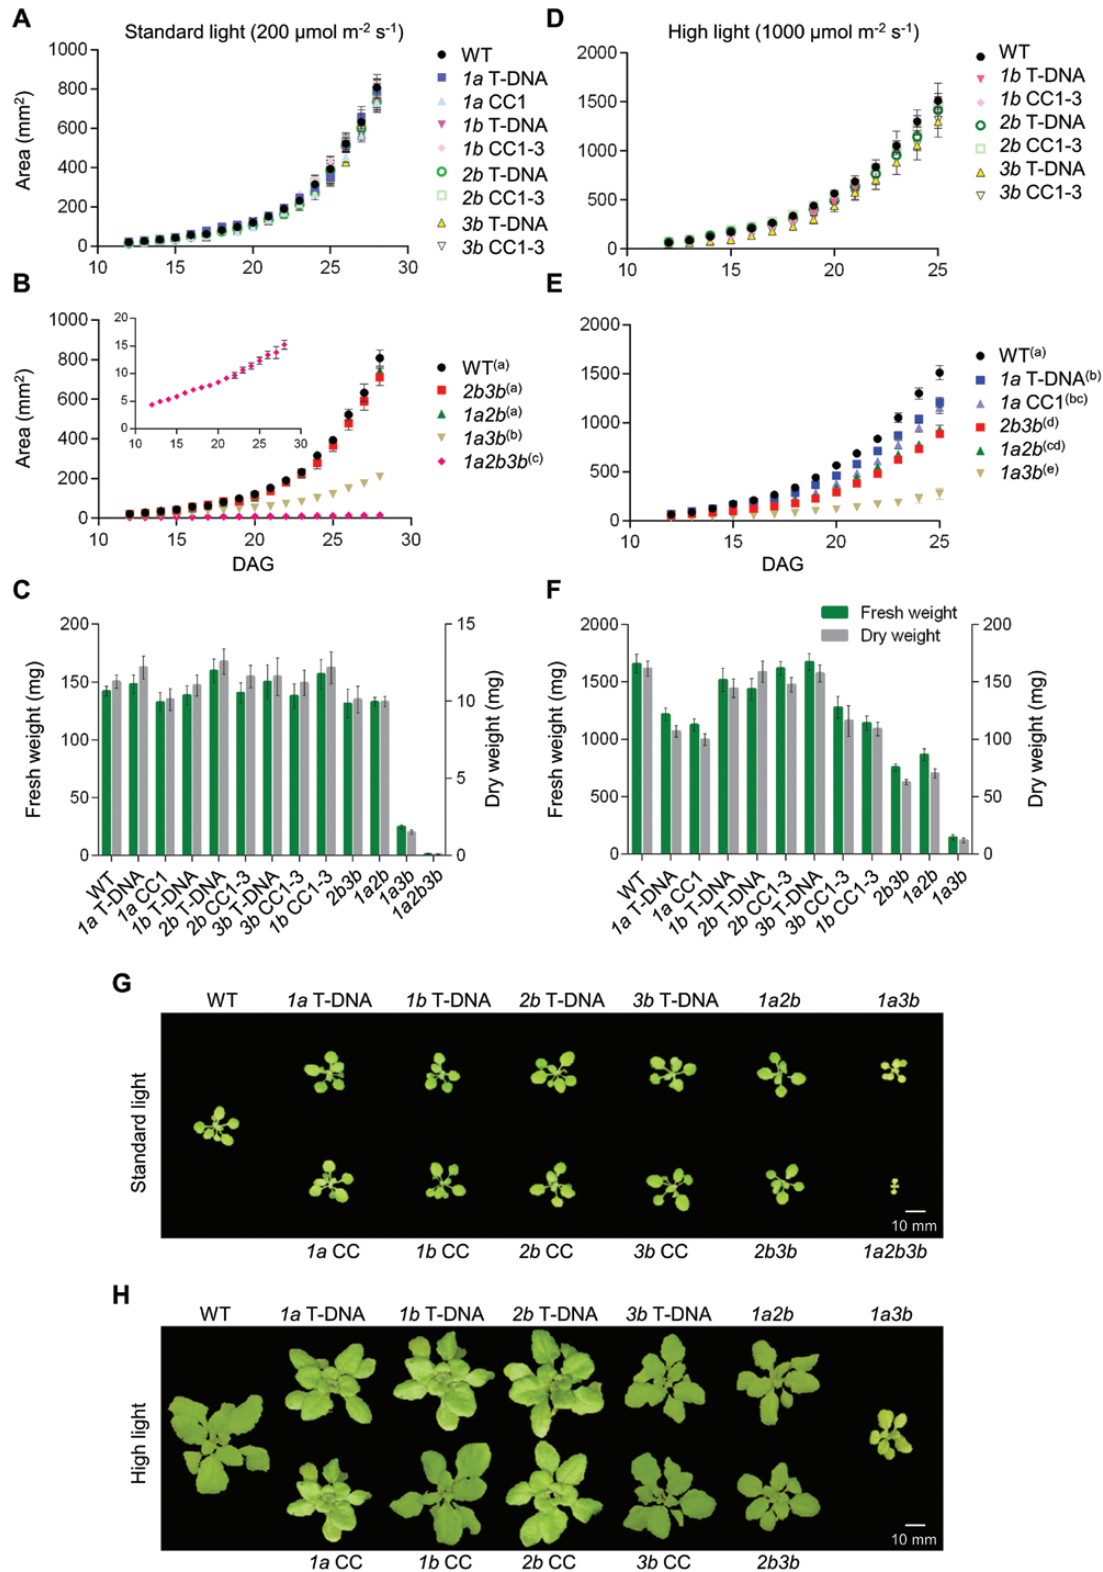 A
Standard light (200 µmol m⁻² s⁻¹)
Area (mm²)
1000
800
600
400
200
0
10
15
20
25
30
WT
1a T-DNA
1a CC1
1b T-DNA
1b CC1-3
2b T-DNA
2b CC1-3
3b T-DNA
3b CC1-3
D
High light (1000 µmol m⁻² s⁻¹)
Area (mm²)
2000
1500
1000
500
0
10
15
20
25
WT
1b T-DNA
1b CC1-3
2b T-DNA
2b CC1-3
3b T-DNA
3b CC1-3
B
Area (mm²)
1000
800
600
400
200
0
20
15
10
5
0
10
15
20
25
30
10
15
20
25
30
DAG
WT(a)
2b3b(a)
1a2b(a)
1a3b(b)
1a2b3b(c)
E
Area (mm²)
2000
1500
1000
500
0
10
15
20
25
DAG
WT(a)
1a T-DNA(b)
1a CC1(bc)
2b3b(d)
1a2b(cd)
1a3b(e)
C
Fresh weight (mg)
200
150
100
50
0
15
10
5
0
Dry weight (mg)
WT
1a T-DNA
1a CC1
1b T-DNA
2b T-DNA
2b CC1-3
3b T-DNA
3b CC1-3
1b CC1-3
2b3b
1a2b
1a3b
1a2b3b
F
Fresh weight
Dry weight
Fresh weight (mg)
2000
1500
1000
500
0
200
150
100
50
0
Dry weight (mg)
WT
1a T-DNA
1a CC1
1b T-DNA
2b T-DNA
2b CC1-3
3b T-DNA
3b CC1-3
1b CC1-3
2b3b
1a2b
1a3b
G
WT 1a T-DNA 1b T-DNA 2b T-DNA 3b T-DNA 1a2b 1a3b
Standard light
10 mm
1a CC 1b CC 2b CC 3b CC 2b3b 1a2b3b
H
WT 1a T-DNA 1b T-DNA 2b T-DNA 3b T-DNA 1a2b 1a3b
High light
10 mm
1a CC 1b CC 2b CC 3b CC 2b3b